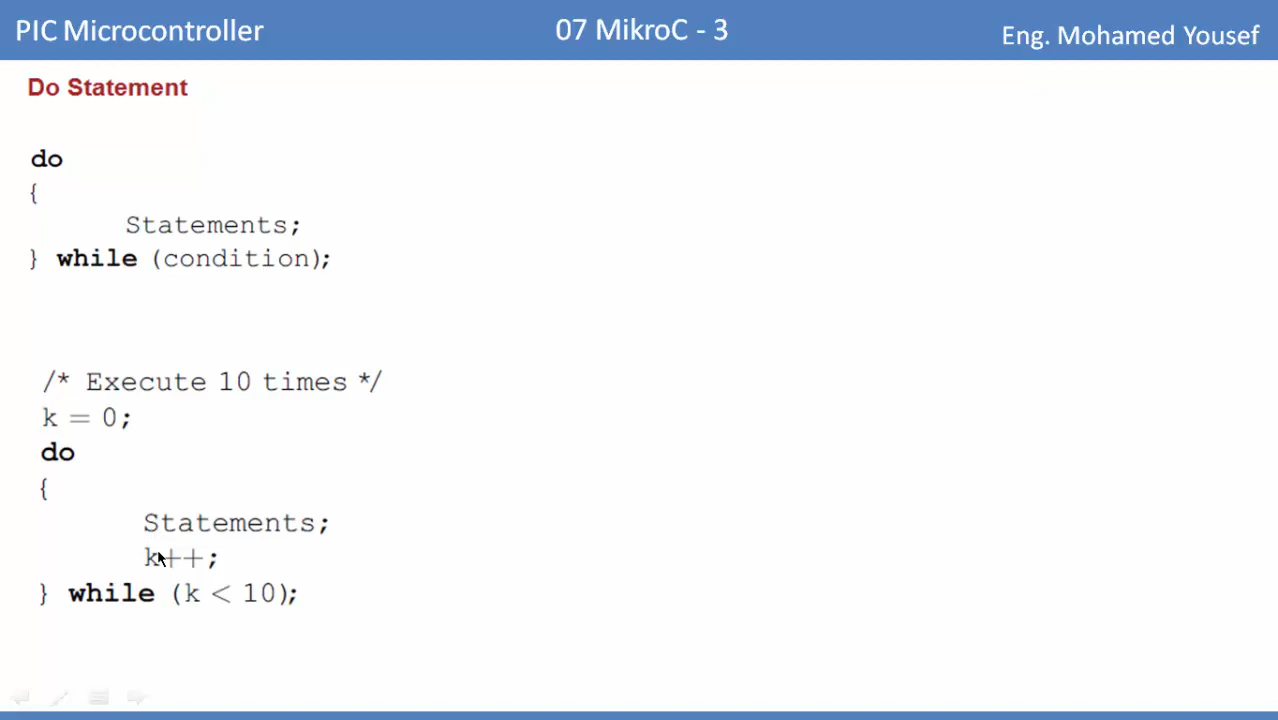 PIC Microcontroller 07 MikroC - 3 Eng. Mohamed Yousef
Do Statement
do
{
Statements;
} while (condition);
/* Execute 10 times */
k = 0;
do
{
Statements;
k++;
} while (k < 10);